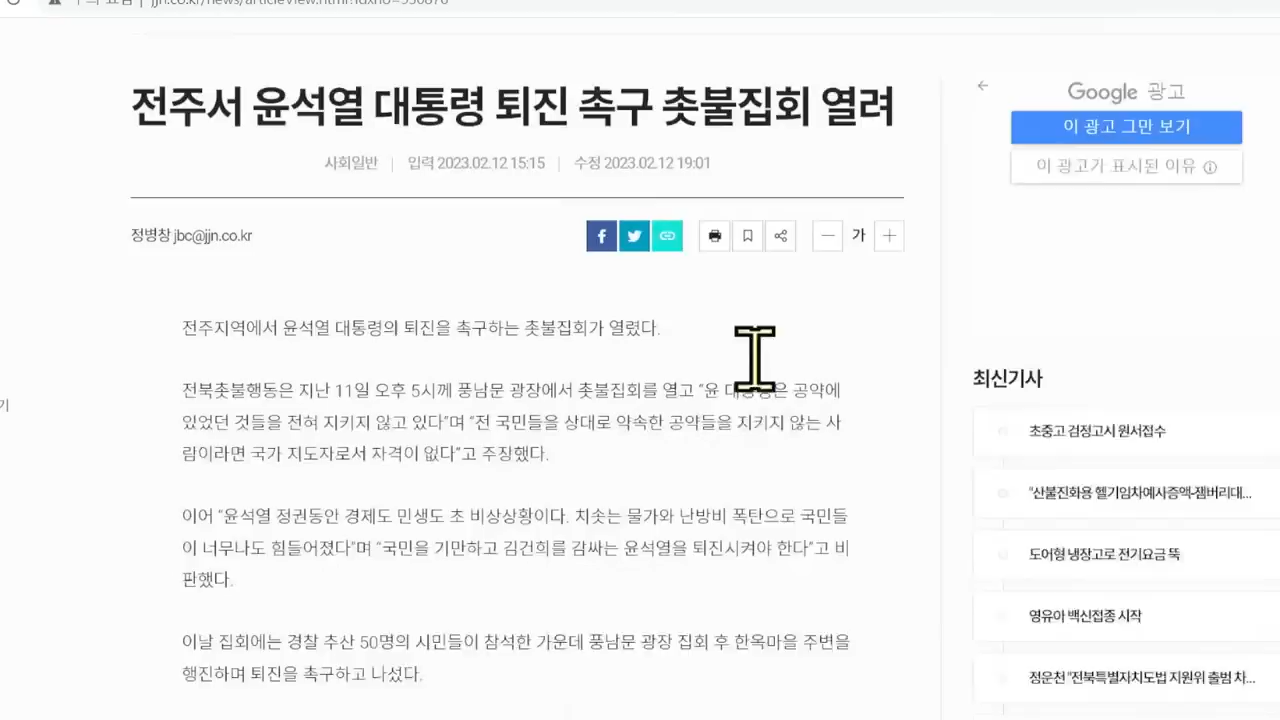 jjn.co.kr/news/articleView.html?idxno=950870
전주서 윤석열 대통령 퇴진 촉구 촛불집회 열려
사회일반 | 입력 2023.02.12 15:15 | 수정 2023.02.12 19:01
정병창 jbc@jjn.co.kr
가
전주지역에서 윤석열 대통령의 퇴진을 촉구하는 촛불집회가 열렸다.
전북촛불행동은 지난 11일 오후 5시께 풍남문 광장에서 촛불집회를 열고 “윤 대통령은 공약에
있었던 것들을 전혀 지키지 않고 있다”며 “전 국민들을 상대로 약속한 공약들을 지키지 않는 사
람이라면 국가 지도자로서 자격이 없다”고 주장했다.
이어 “윤석열 정권동안 경제도 민생도 초 비상상황이다. 치솟는 물가와 난방비 폭탄으로 국민들
이 너무나도 힘들어졌다”며 “국민을 기만하고 김건희를 감싸는 윤석열을 퇴진시켜야 한다”고 비
판했다.
이날 집회에는 경찰 추산 50명의 시민들이 참석한 가운데 풍남문 광장 집회 후 한옥마을 주변을
행진하며 퇴진을 촉구하고 나섰다.
Google 광고
이 광고 그만 보기
이 광고가 표시된 이유
최신기사
초중고 검정고시 원서접수
“산불진화용 헬기임차예사증액-잼버리대...
도어형 냉장고로 전기요금 뚝
영유아 백신접종 시작
정운천 “전북특별자치도법 지원위 출범 차...
기